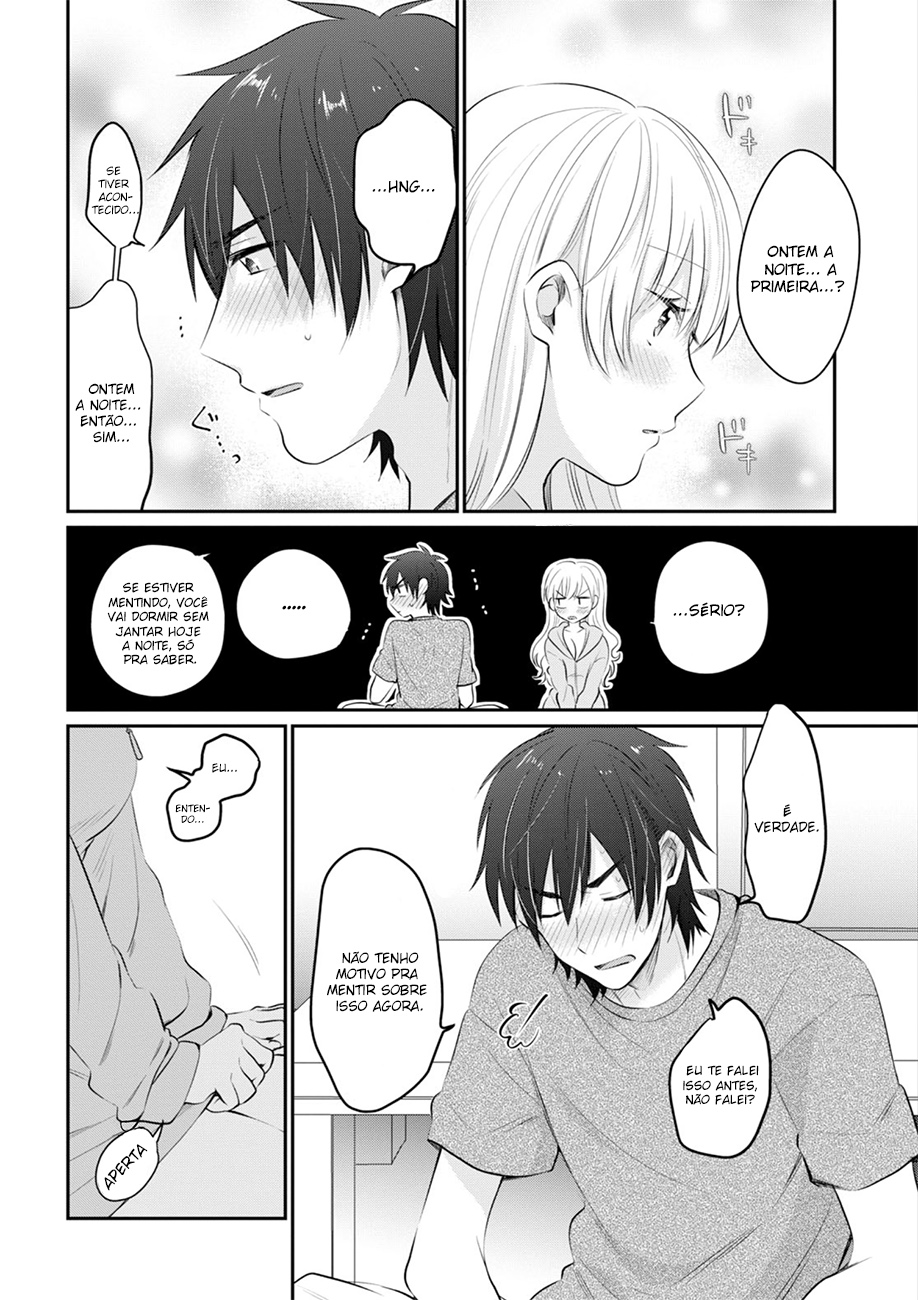 ONTEM A
NOITE... A
PRIMEIRA...?
ドキ
ドキ
...HNG...
SE
TIVER
ACON-
TECIDO...
ONTEM
A NOITE...
ENTÃO...
SIM...
ぐ...
...SÉRIO?
......
SE ESTIVER
MENTINDO, VOCÊ
VAI DORMIR SEM
JANTAR HOJE
A NOITE, SÓ
PRA SABER.
É
VERDADE.
EU TE FALEI
ISSO ANTES,
NÃO FALEI?
NÃO TENHO
MOTIVO PRA
MENTIR SOBRE
ISSO AGORA.
EU...
ENTEN-
DO...
APERTA